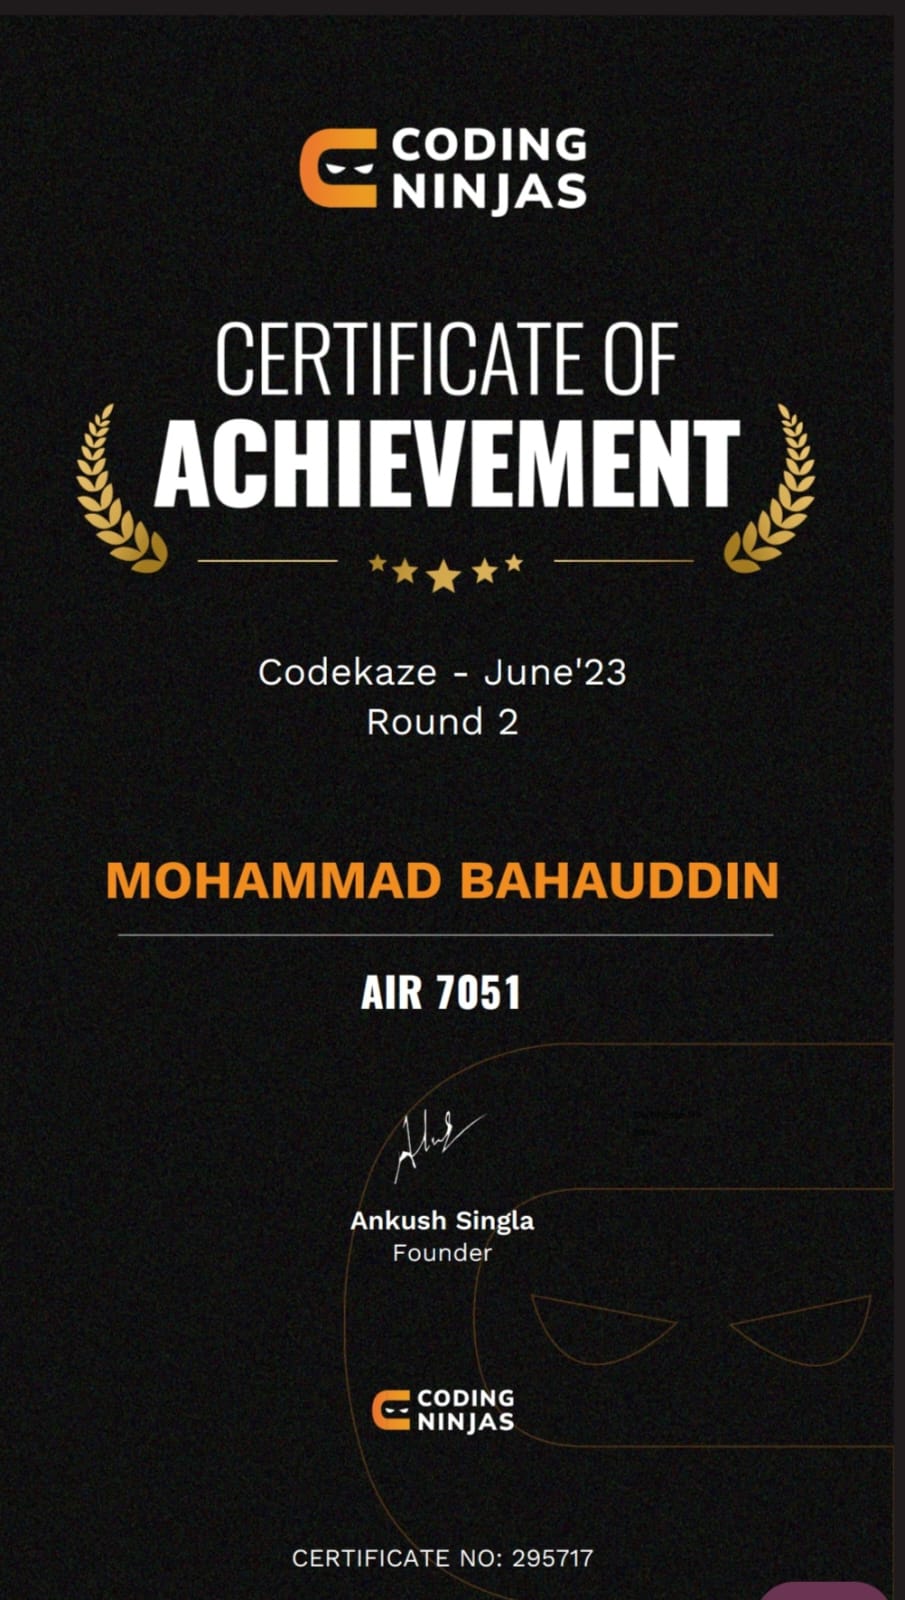 CODING
NINJAS
CERTIFICATE OF
ACHIEVEMENT
Codekaze - June'23
Round 2
MOHAMMAD BAHAUDDIN
AIR 7051
Ankush Singla
Founder
CODING
NINJAS
CERTIFICATE NO: 295717